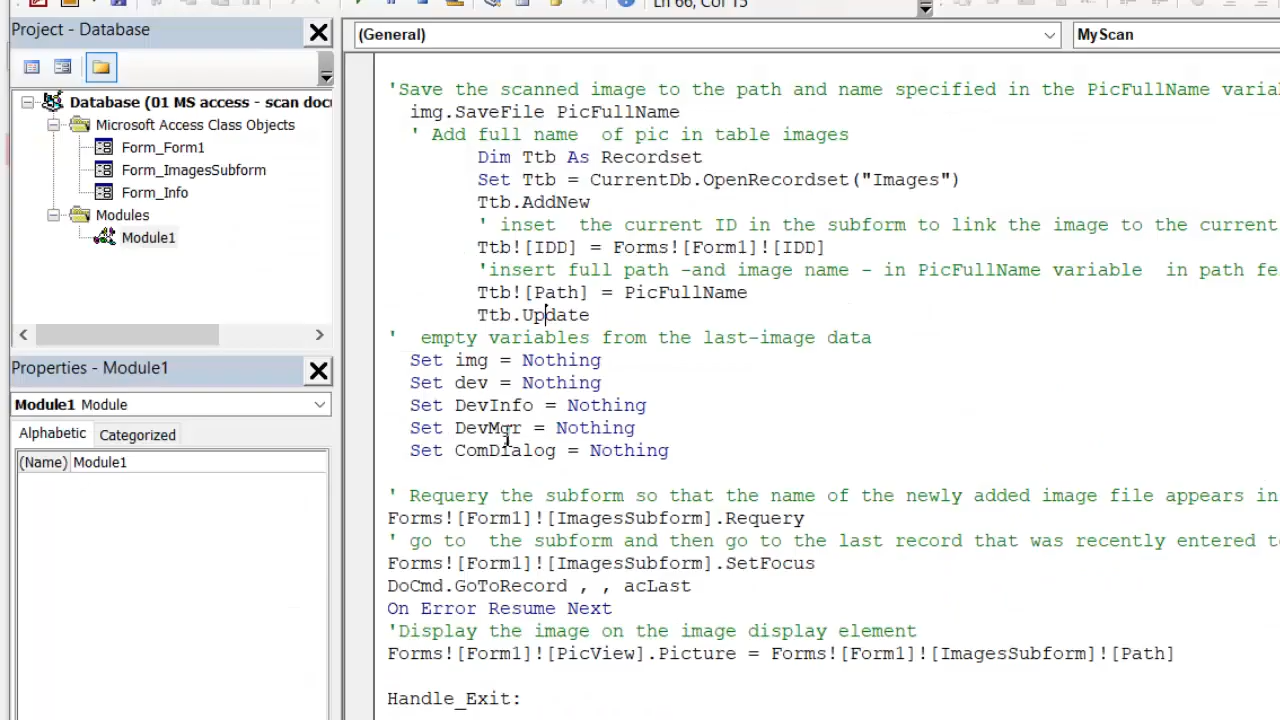 Ln 66, Col 15
Project - Database
(General)
MyScan
Database (01 MS access - scan docu
Microsoft Access Class Objects
Form_Form1
Form_ImagesSubform
Form_Info
Modules
Module1
Properties - Module1
Module1 Module
Alphabetic
Categorized
(Name) Module1
'Save the scanned image to the path and name specified in the PicFullName varia
img.SaveFile PicFullName
' Add full name  of pic in table images
Dim Ttb As Recordset
Set Ttb = CurrentDb.OpenRecordset("Images")
Ttb.AddNew
' inset  the current ID in the subform to link the image to the current
Ttb![IDD] = Forms![Form1]![IDD]
'insert full path -and image name - in PicFullName variable  in path fe
Ttb![Path] = PicFullName
Ttb.Update
'  empty variables from the last-image data
Set img = Nothing
Set dev = Nothing
Set DevInfo = Nothing
Set DevMgr = Nothing
Set ComDialog = Nothing
' Requery the subform so that the name of the newly added image file appears in
Forms![Form1]![ImagesSubform].Requery
' go to  the subform and then go to the last record that was recently entered to
Forms![Form1]![ImagesSubform].SetFocus
DoCmd.GoToRecord , , acLast
On Error Resume Next
'Display the image on the image display element
Forms![Form1]![PicView].Picture = Forms![Form1]![ImagesSubform]![Path]
Handle_Exit: